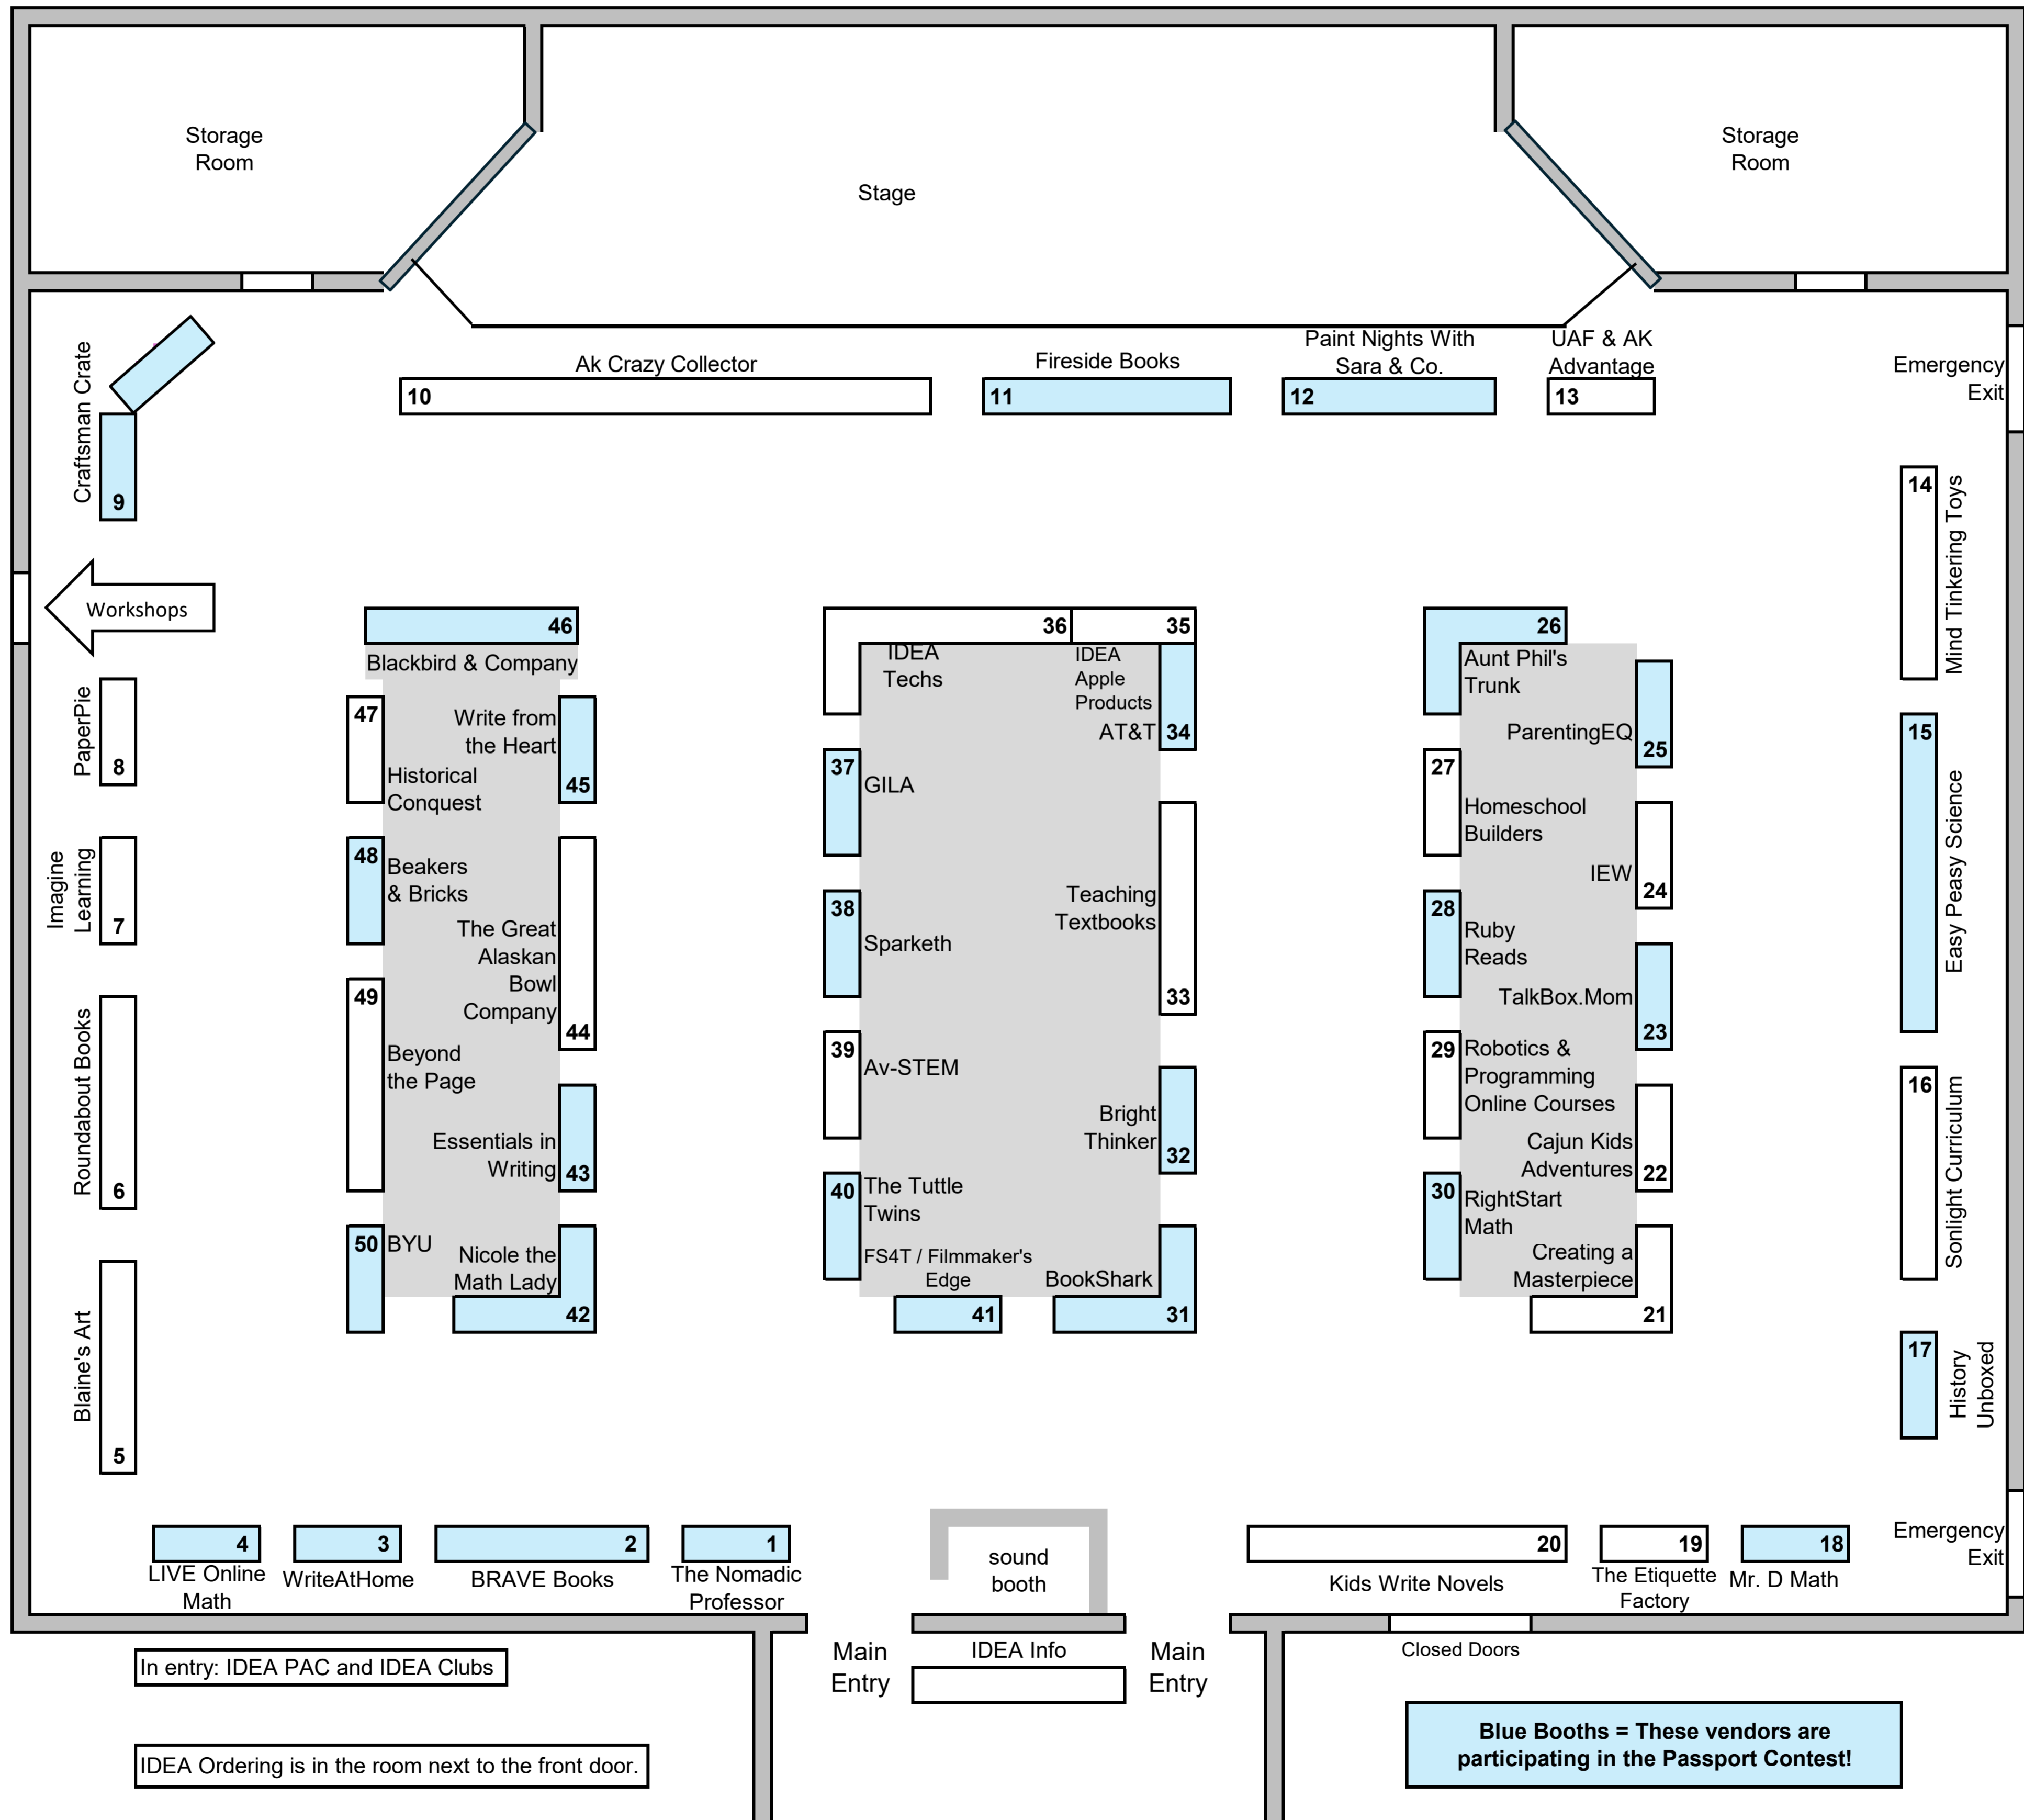 Storage
Room
Stage
Storage
Room
Craftsman Crate
9
Ak Crazy Collector
10
Fireside Books
11
Paint Nights With
Sara & Co.
12
UAF & AK
Advantage
13
Emergency
Exit
14
Mind Tinkering Toys
Workshops
PaperPie
8
Imagine
Learning
7
Roundabout Books
6
Blaine's Art
5
46
Blackbird & Company
47
Historical
Conquest
Write from
the Heart
45
48
Beakers
& Bricks
The Great
Alaskan
Bowl
Company
44
49
Beyond
the Page
Essentials in
Writing
43
50
BYU
Nicole the
Math Lady
42
36
IDEA
Techs
35
IDEA
Apple
Products
AT&T
34
37
GILA
38
Sparketh
Teaching
Textbooks
33
39
Av-STEM
Bright
Thinker
32
40
The Tuttle
Twins
FS4T / Filmmaker's
Edge
41
BookShark
31
26
Aunt Phil's
Trunk
ParentingEQ
25
27
Homeschool
Builders
IEW
24
28
Ruby
Reads
TalkBox.Mom
23
29
Robotics &
Programming
Online Courses
Cajun Kids
Adventures
22
30
RightStart
Math
Creating a
Masterpiece
21
15
Easy Peasy Science
16
Sonlight Curriculum
17
History
Unboxed
4
LIVE Online
Math
3
WriteAtHome
2
BRAVE Books
1
The Nomadic
Professor
sound
booth
20
Kids Write Novels
19
The Etiquette
Factory
18
Mr. D Math
Emergency
Exit
In entry: IDEA PAC and IDEA Clubs
Main
Entry
IDEA Info
Main
Entry
Closed Doors
IDEA Ordering is in the room next to the front door.
Blue Booths = These vendors are
participating in the Passport Contest!